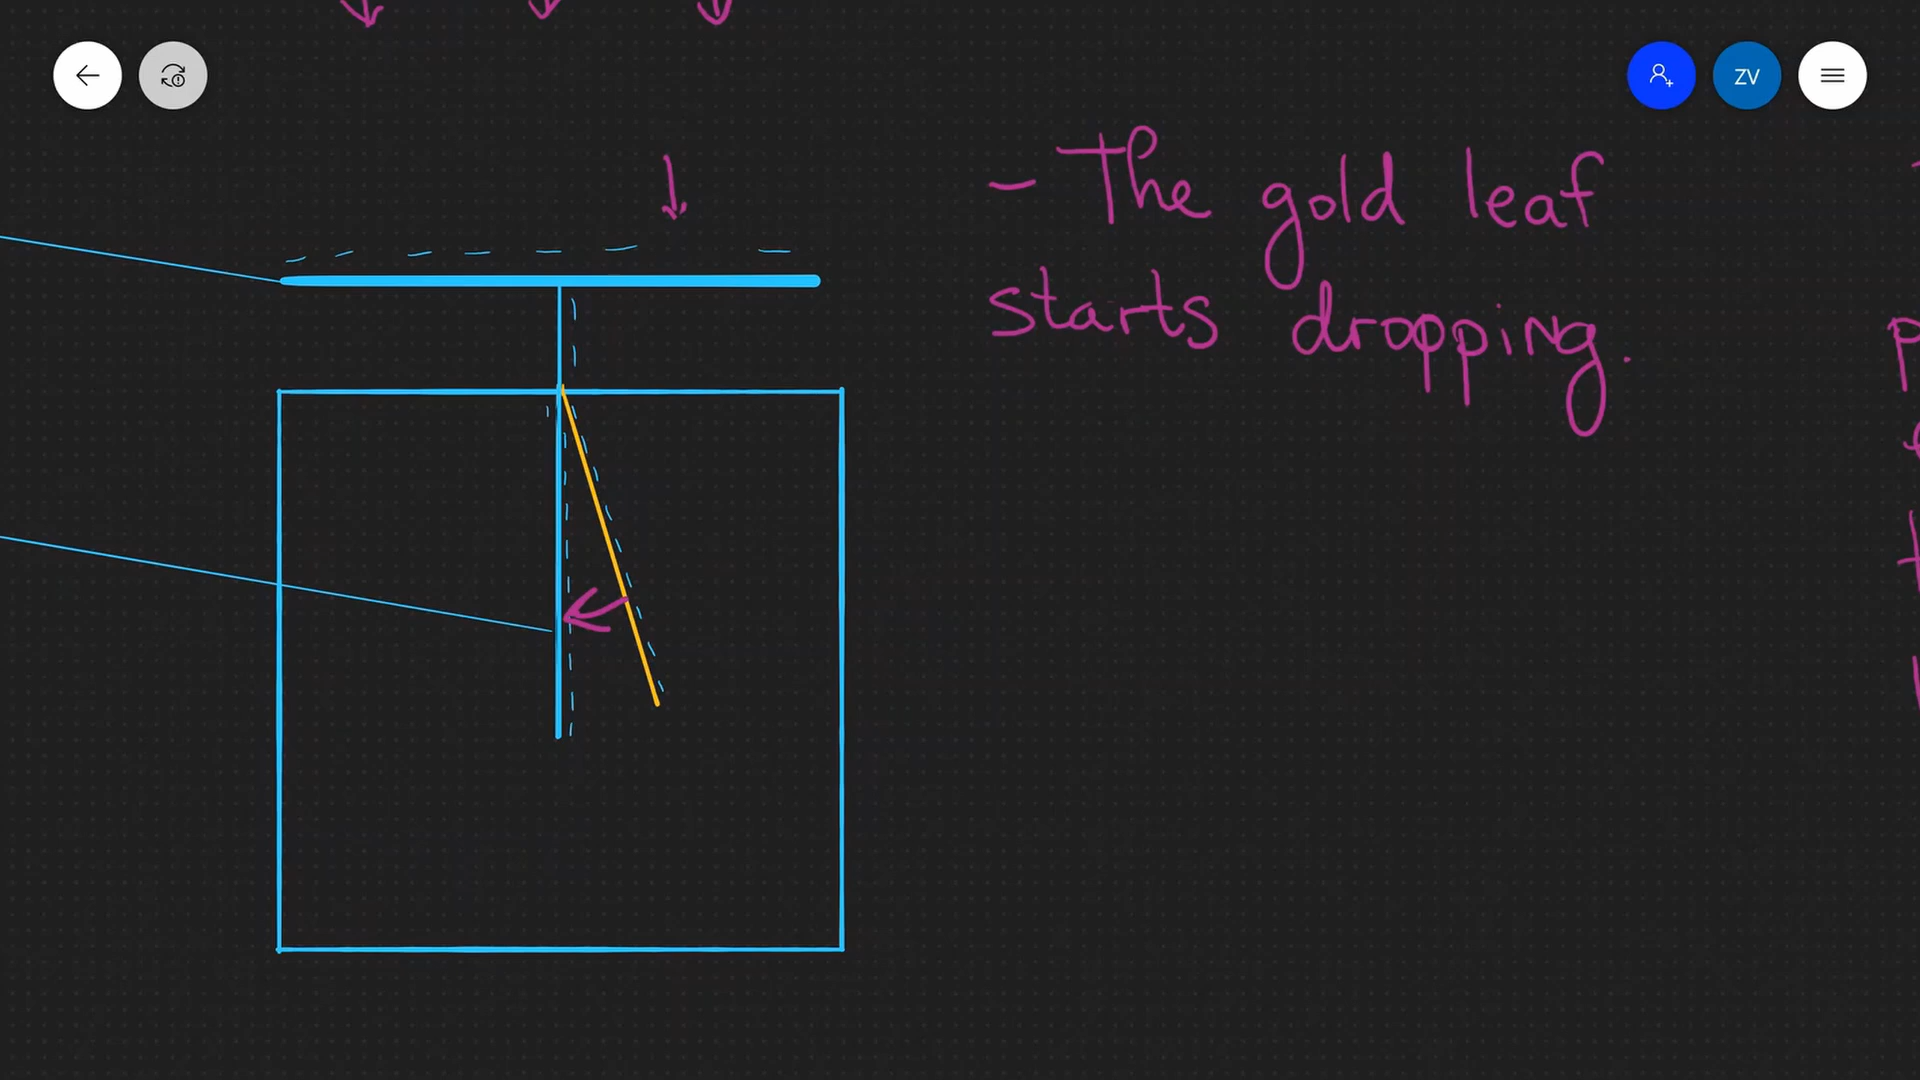 ZV
- The gold leaf
starts dropping.